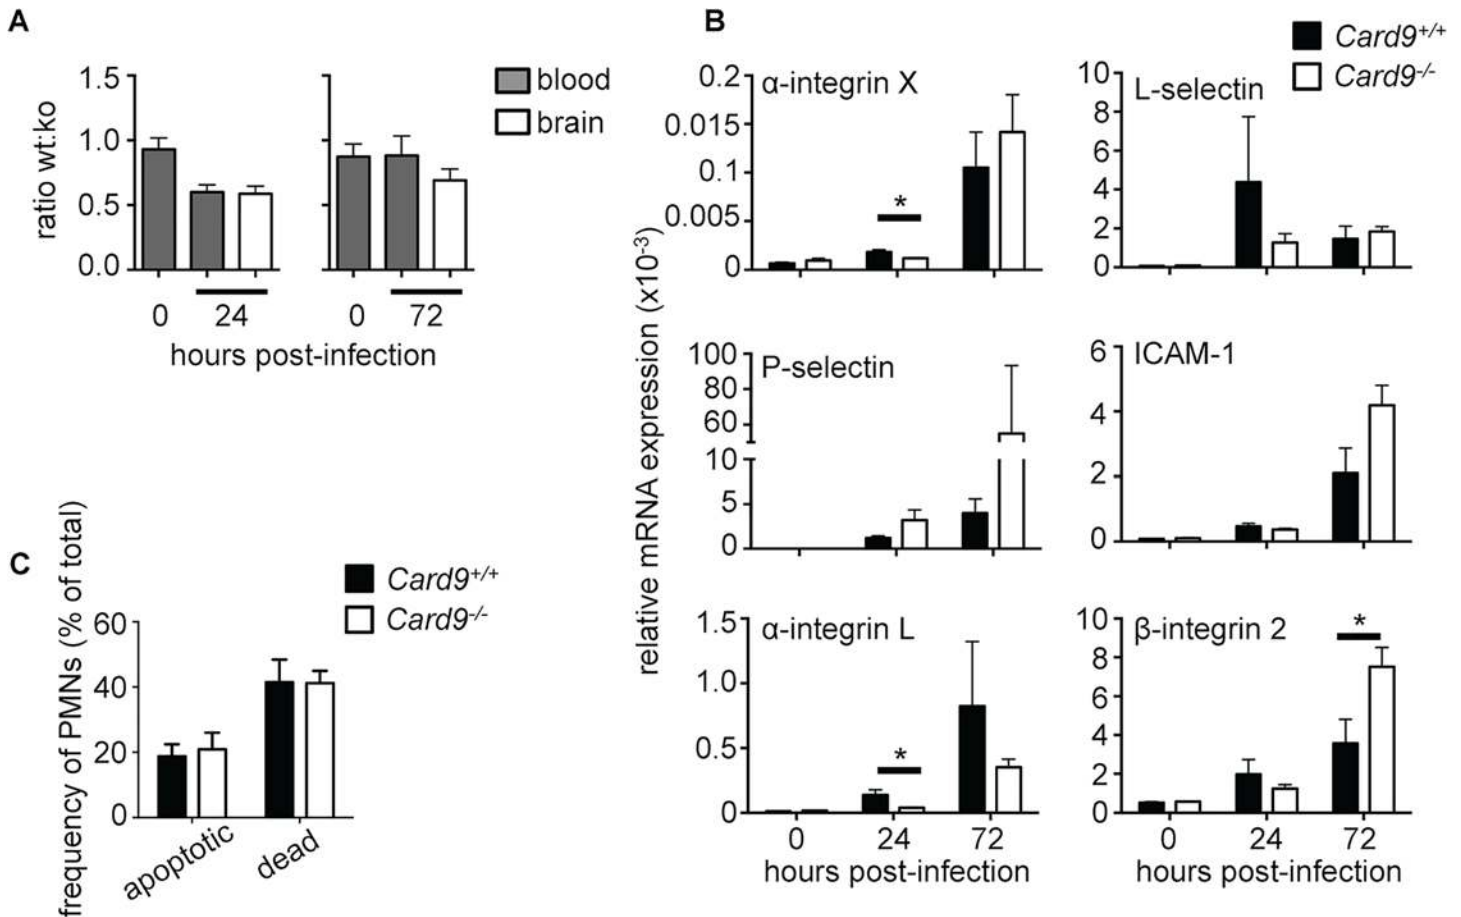 A
1.5
1.0
0.5
0.0
ratio wt:ko
blood
brain
0
24
0
72
hours post-infection
B
Card9+/+
Card9-/-
relative mRNA expression (x10-3)
α-integrin X
0.2
0.015
0.1
0.005
0
*
L-selectin
10
8
6
4
2
0
P-selectin
100
80
60
10
5
0
ICAM-1
6
4
2
0
α-integrin L
1.5
1.0
0.5
0
*
0
24
72
hours post-infection
β-integrin 2
10
8
6
4
2
0
*
0
24
72
hours post-infection
C
Card9+/+
Card9-/-
frequency of PMNs (% of total)
60
40
20
0
apoptotic
dead